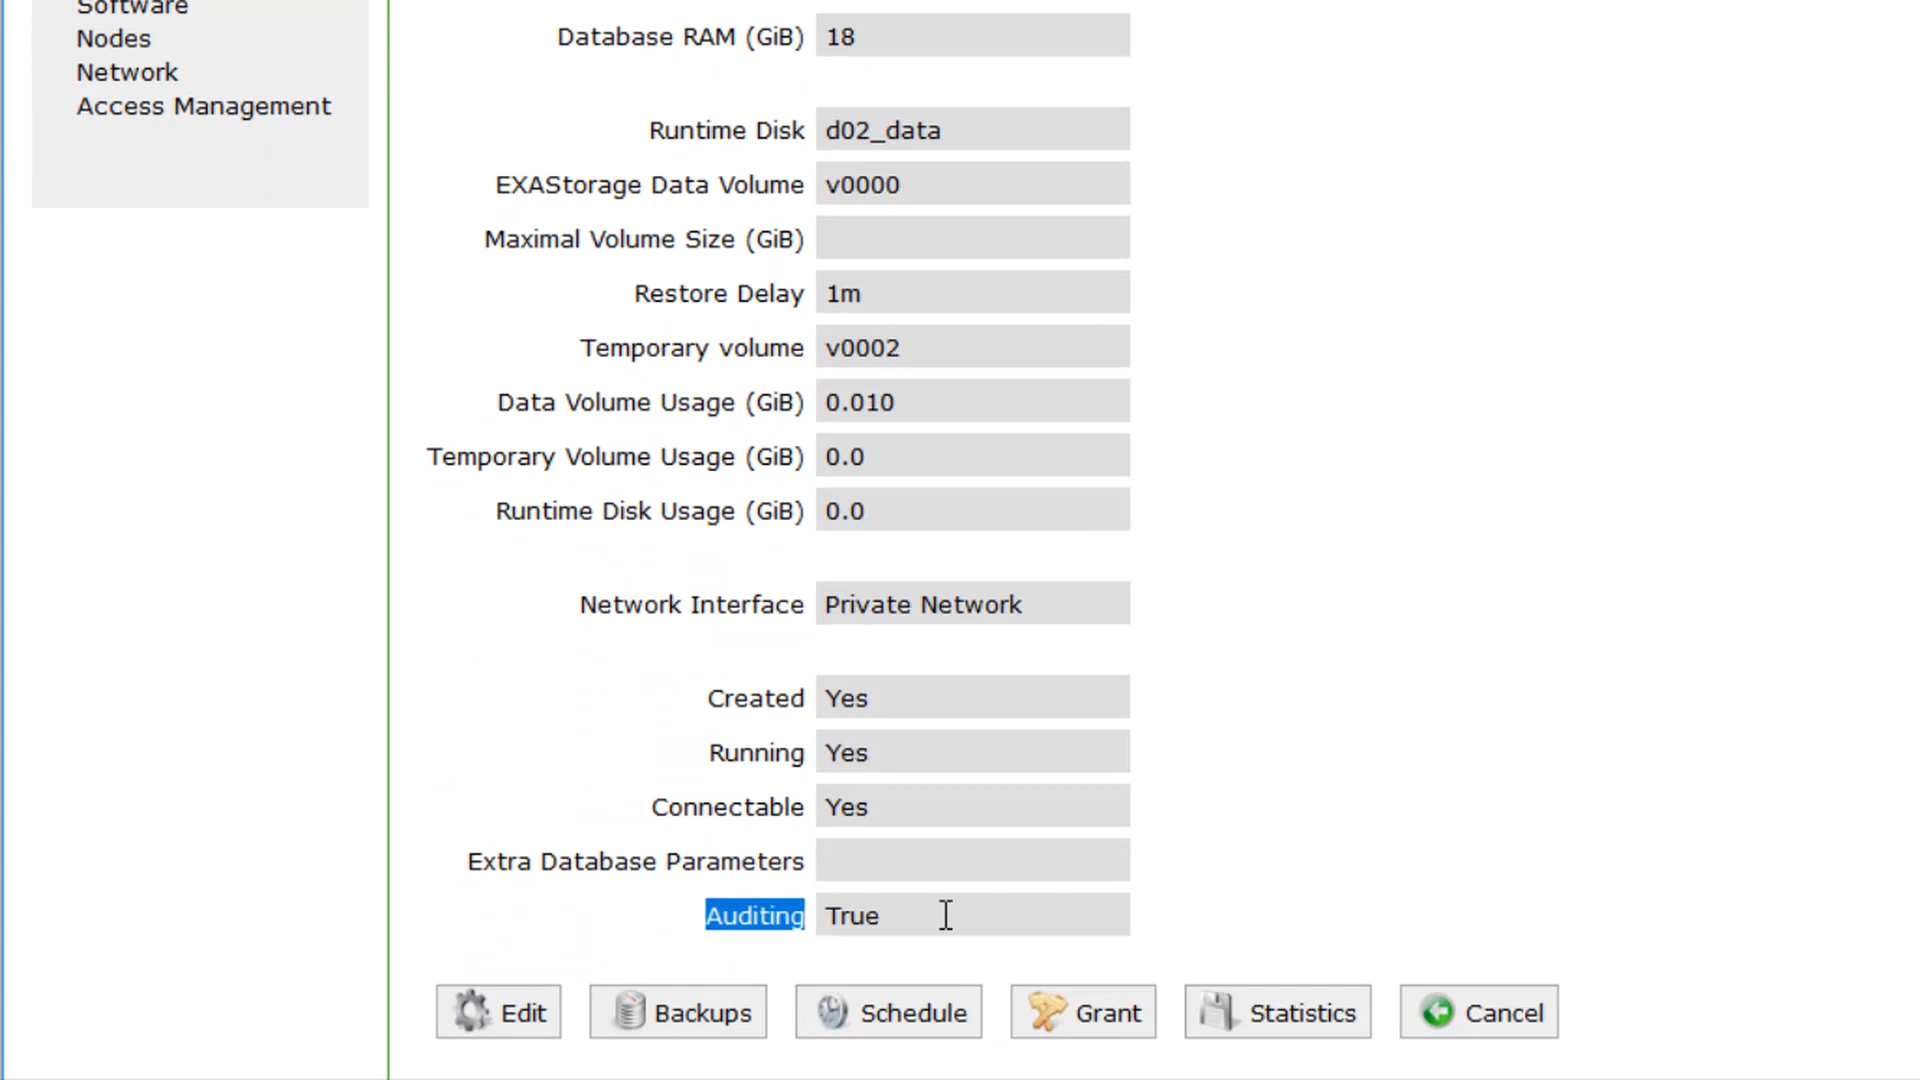 Software
Nodes
Network
Access Management
Database RAM (GiB) 18
Runtime Disk d02_data
EXAStorage Data Volume v0000
Maximal Volume Size (GiB)
Restore Delay 1m
Temporary volume v0002
Data Volume Usage (GiB) 0.010
Temporary Volume Usage (GiB) 0.0
Runtime Disk Usage (GiB) 0.0
Network Interface Private Network
Created Yes
Running Yes
Connectable Yes
Extra Database Parameters
Auditing True
Edit Backups Schedule Grant Statistics Cancel